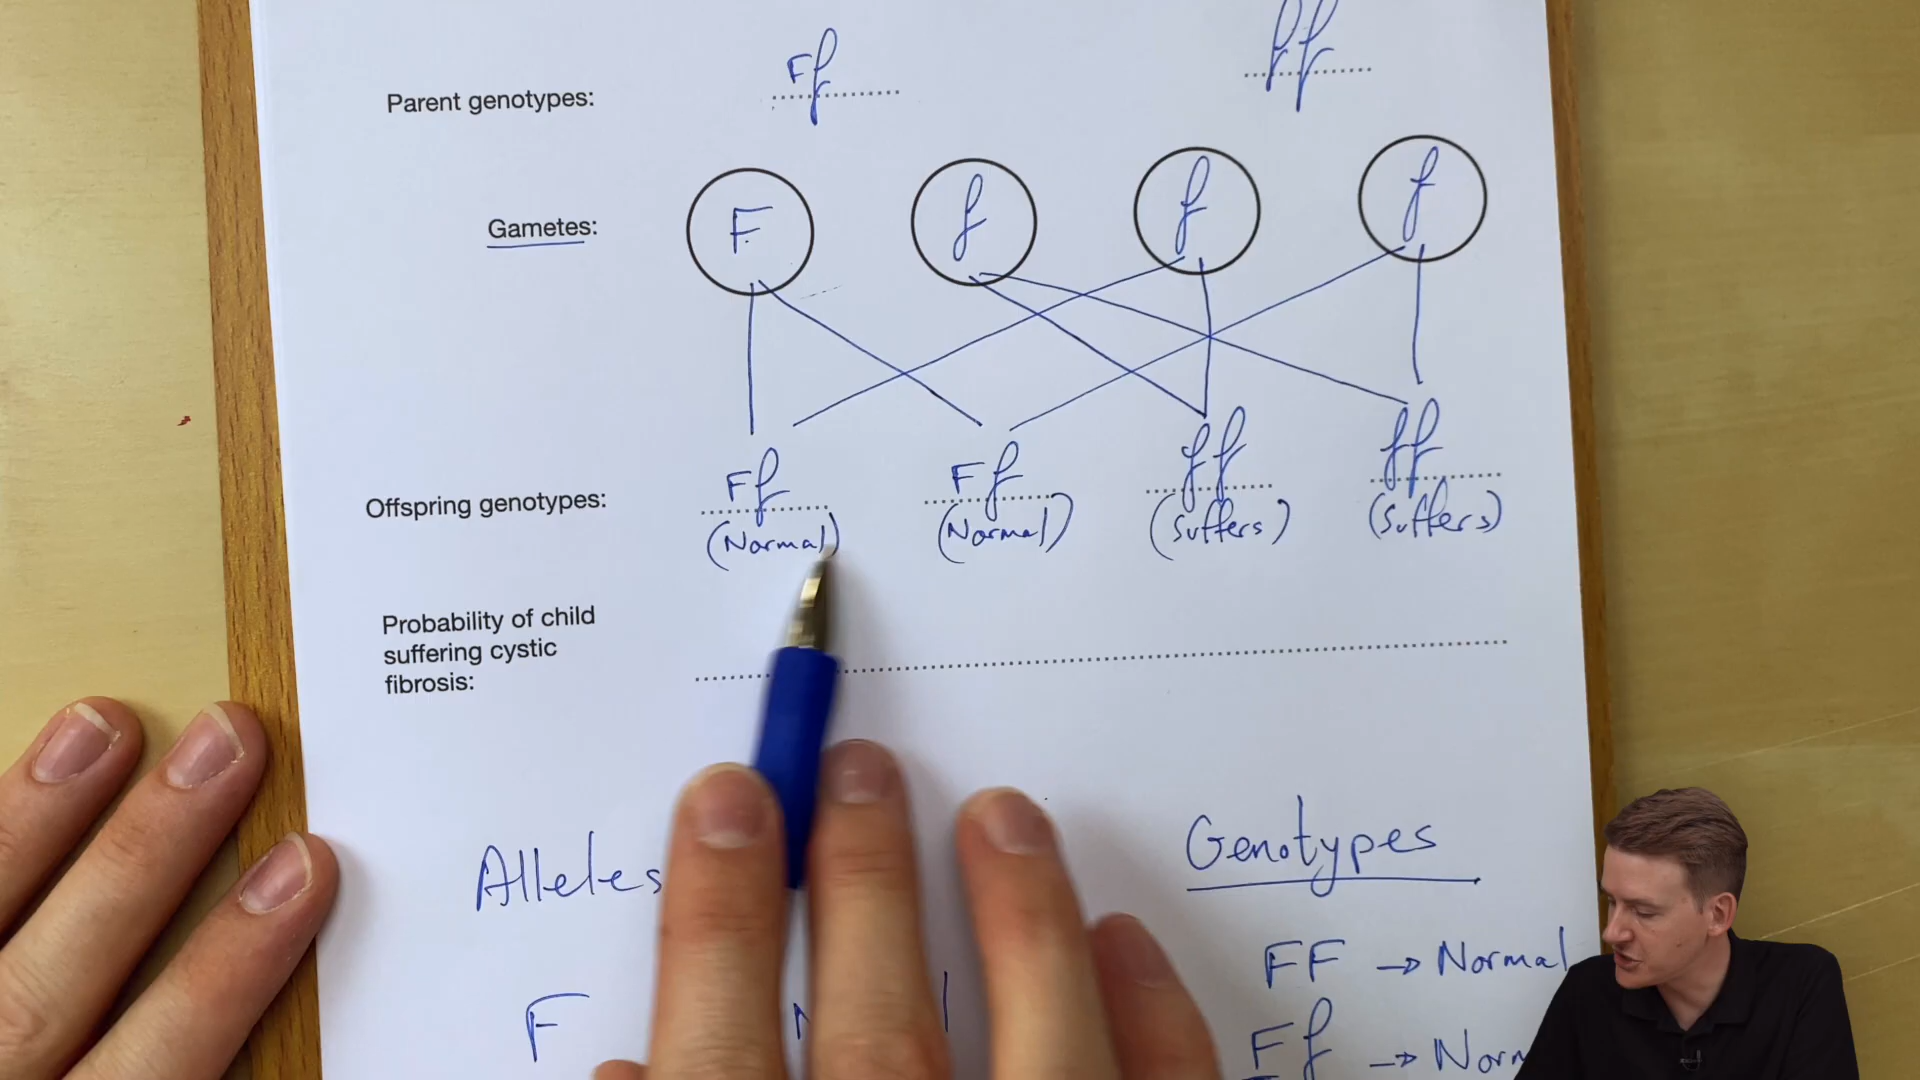 Parent genotypes: Ff ff
Gametes: F f f f
Offspring genotypes: Ff Ff ff ff
(Normal) (Normal) (Suffers) (Suffers)
Probability of child
suffering cystic
fibrosis:
Alleles
Genotypes
FF → Normal
F
Ff →